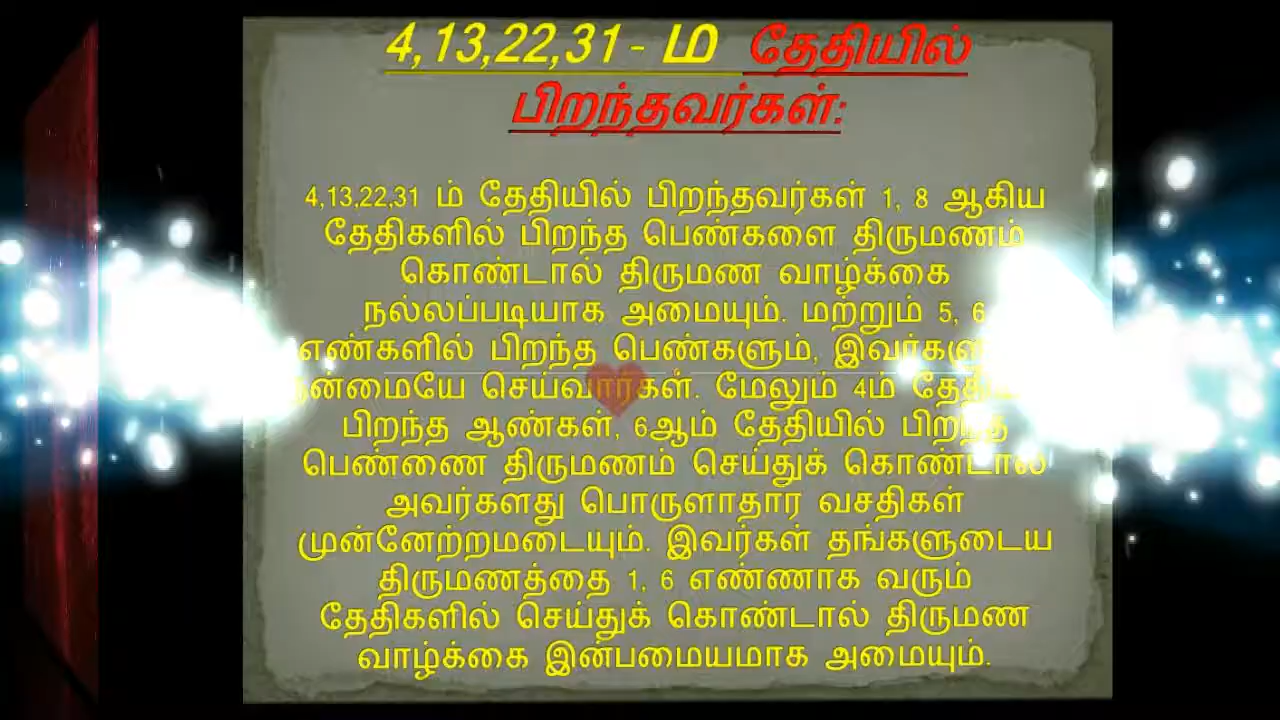 4,13,22,31 - ம தேதியில்
பிறந்தவர்கள்:
4,13,22,31 ம் தேதியில் பிறந்தவர்கள் 1, 8 ஆகிய
தேதிகளில் பிறந்த பெண்களை திருமணம்
கொண்டால் திருமண வாழ்க்கை
நல்லப்படியாக அமையும். மற்றும் 5, 6
எண்களில் பிறந்த பெண்களும்,
செய்வார்கள். மேலும் 4ம்
பிறந்த ஆண்கள், 6ஆம் தேதியில் பிறந்த
பெண்ணை திருமணம் செய்துக் கொண்டால்
அவர்களது பொருளாதார வசதிகள்
முன்னேற்றமடையும். இவர்கள் தங்களுடைய
திருமணத்தை 1, 6 எண்ணாக வரும்
தேதிகளில் செய்துக் கொண்டால் திருமண
வாழ்க்கை இன்பமையமாக அமையும்.